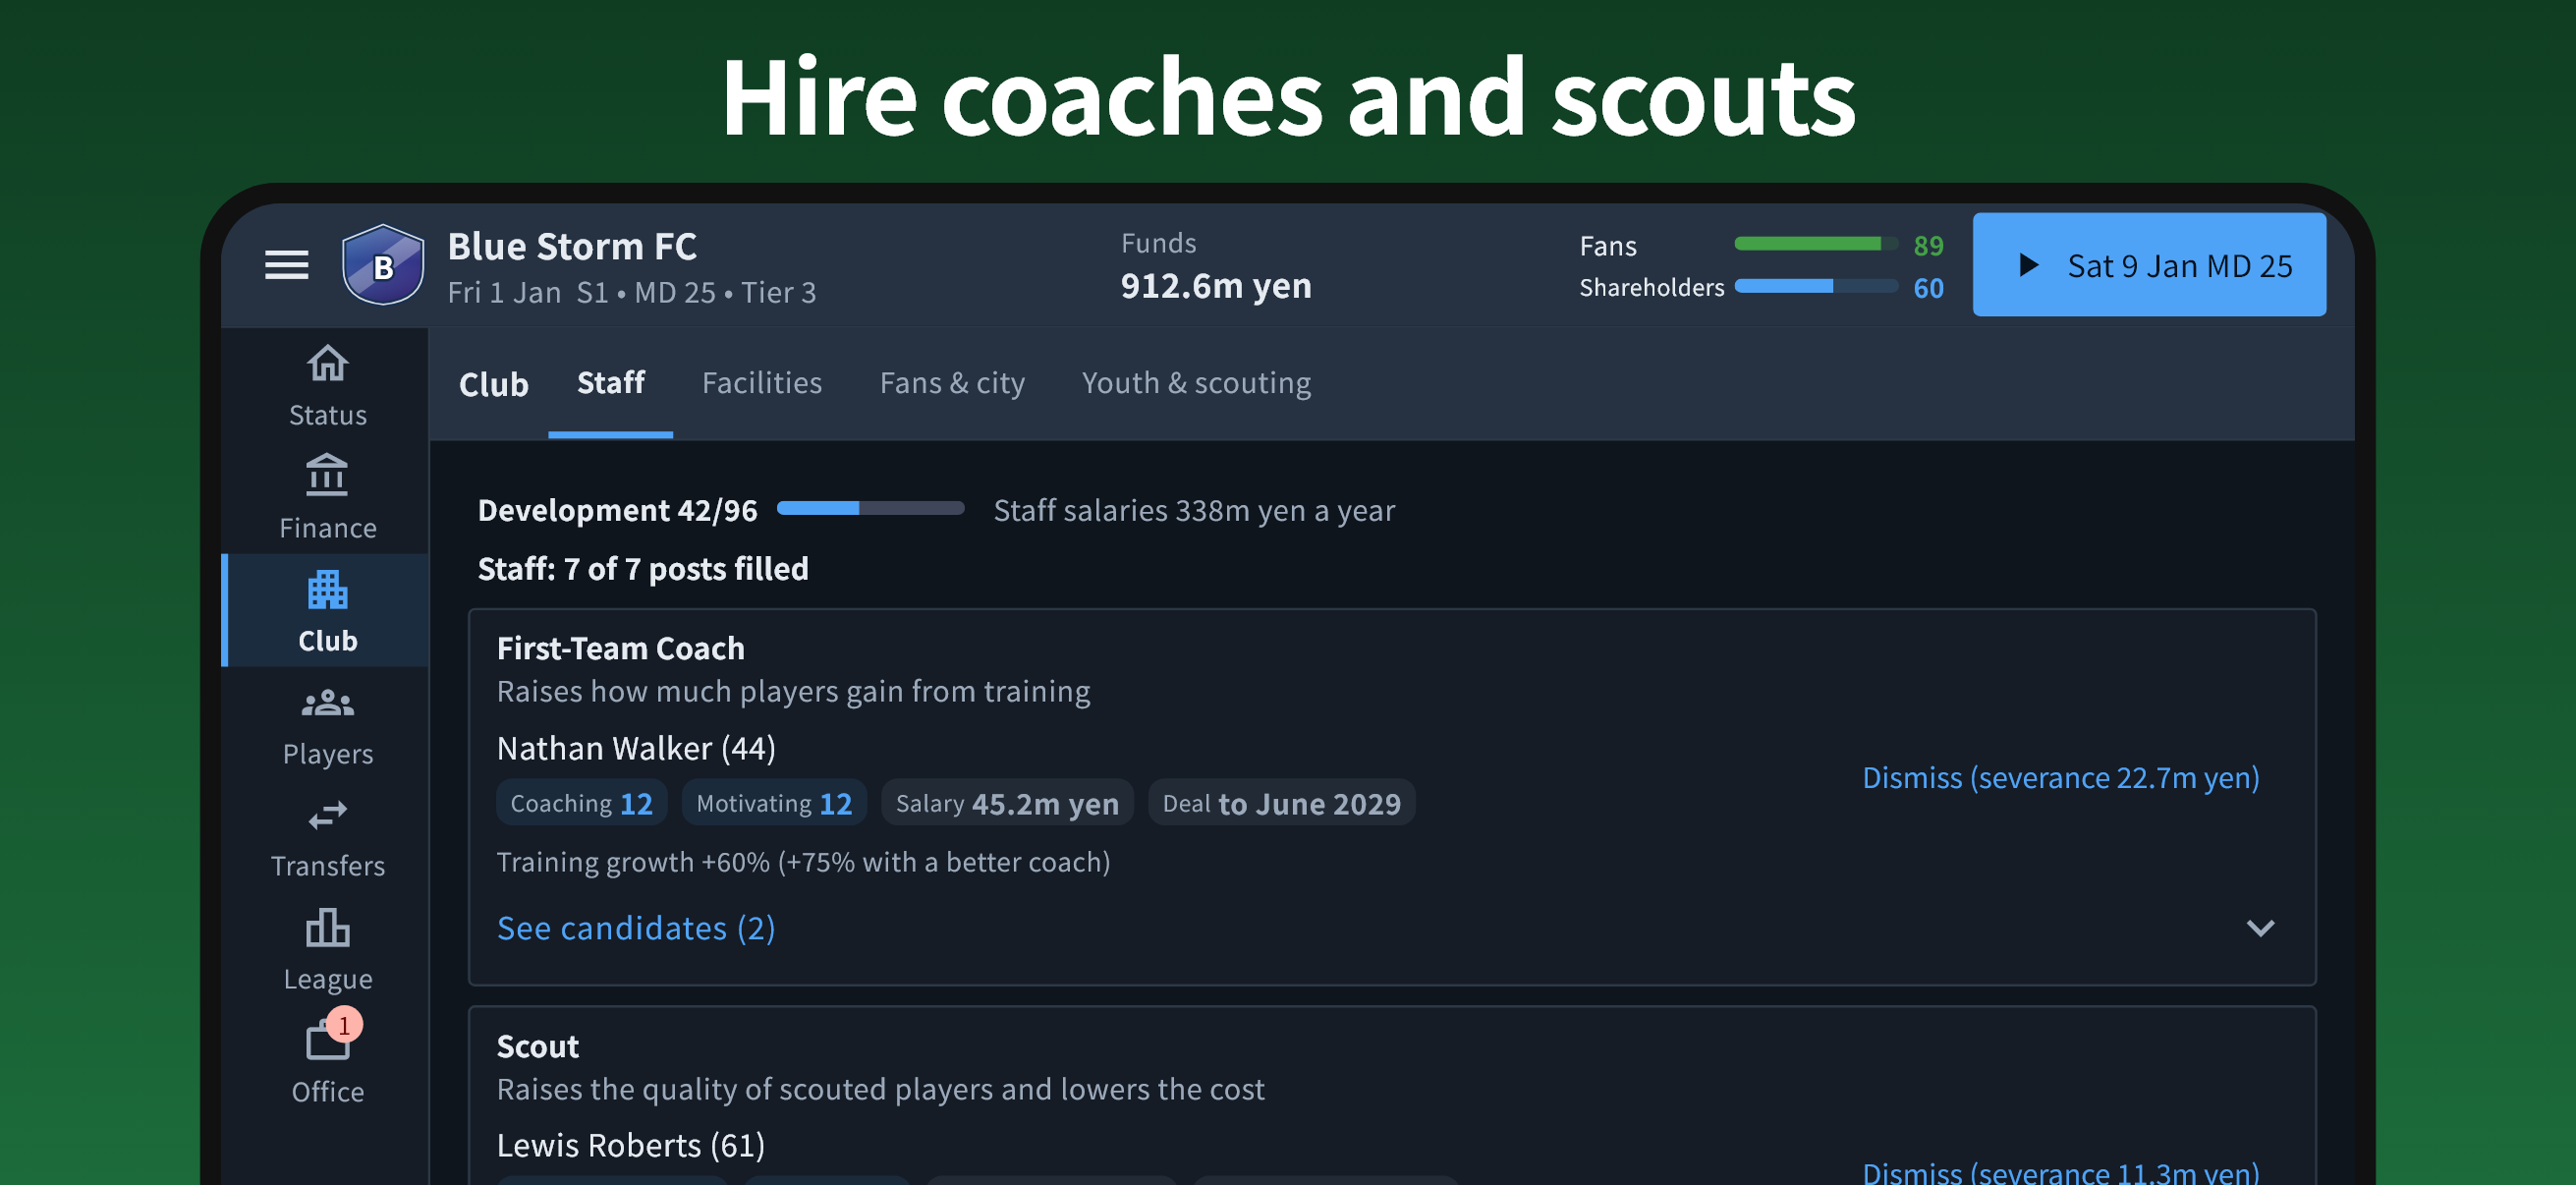 Hire coaches and scouts
B
Blue Storm FC
Fri 1 Jan S1 • MD 25 • Tier 3
Funds
912.6m yen
Fans 89
Shareholders 60
Sat 9 Jan MD 25
Status
Finance
Club
Players
Transfers
League
1
Office
Club Staff Facilities Fans & city Youth & scouting
Development 42/96 Staff salaries 338m yen a year
Staff: 7 of 7 posts filled
First-Team Coach
Raises how much players gain from training
Nathan Walker (44)
Dismiss (severance 22.7m yen)
Coaching 12 Motivating 12 Salary 45.2m yen Deal to June 2029
Training growth +60% (+75% with a better coach)
See candidates (2)
Scout
Raises the quality of scouted players and lowers the cost
Lewis Roberts (61)
Dismiss (severance 11.3m yen)